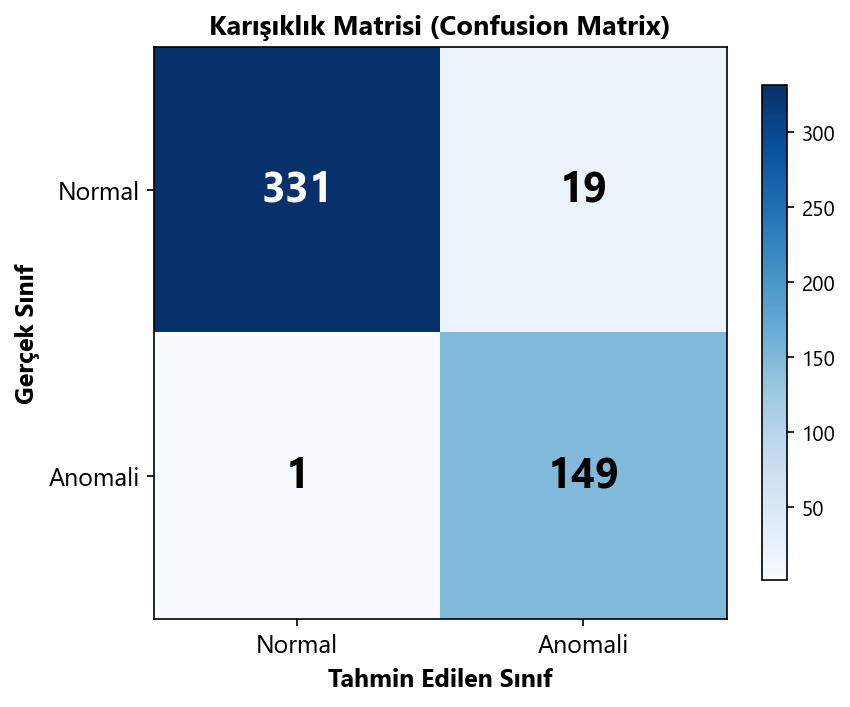 Karışıklık Matrisi (Confusion Matrix)
Gerçek Sınıf
Normal
331
19
Anomali
1
149
Normal
Anomali
Tahmin Edilen Sınıf
300
250
200
150
100
50